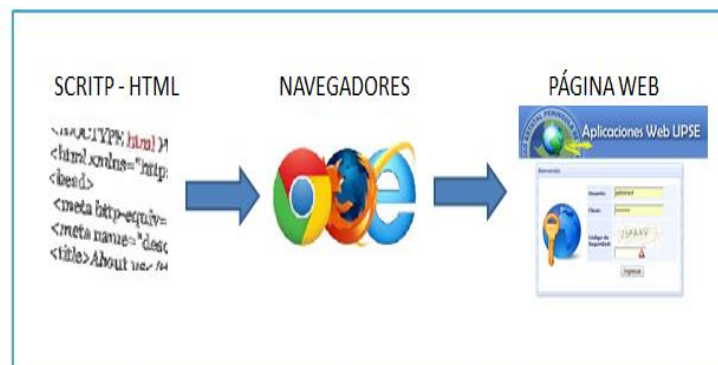 SCRITP - HTML
NAVEGADORES
PÁGINA WEB
<!DOCTYPE html
<html xmlns="http:
<head>
<meta http-equiv=
<meta name="desc
<title>About us</
Aplicaciones Web UPSE
Bienvenido
Usuario:
Clave:
Código de
Seguridad:
Ingresar